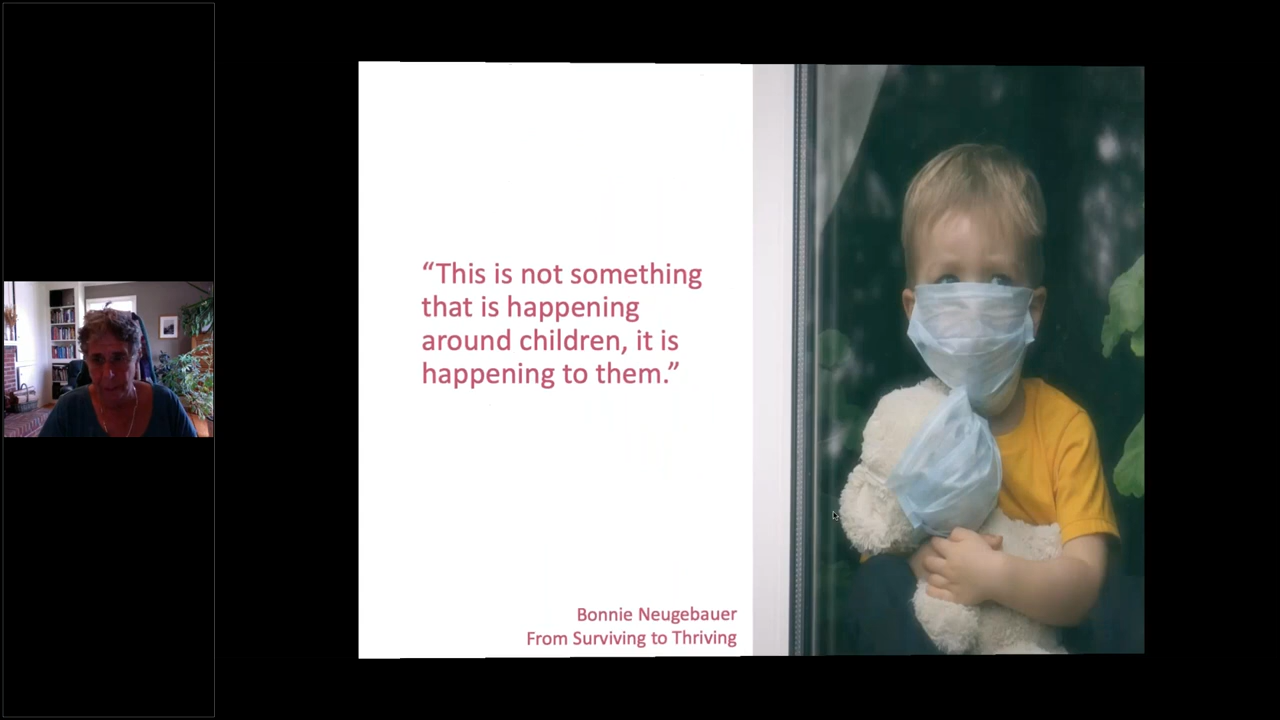 “This is not something
that is happening
around children, it is
happening to them.”
Bonnie Neugebauer
From Surviving to Thriving